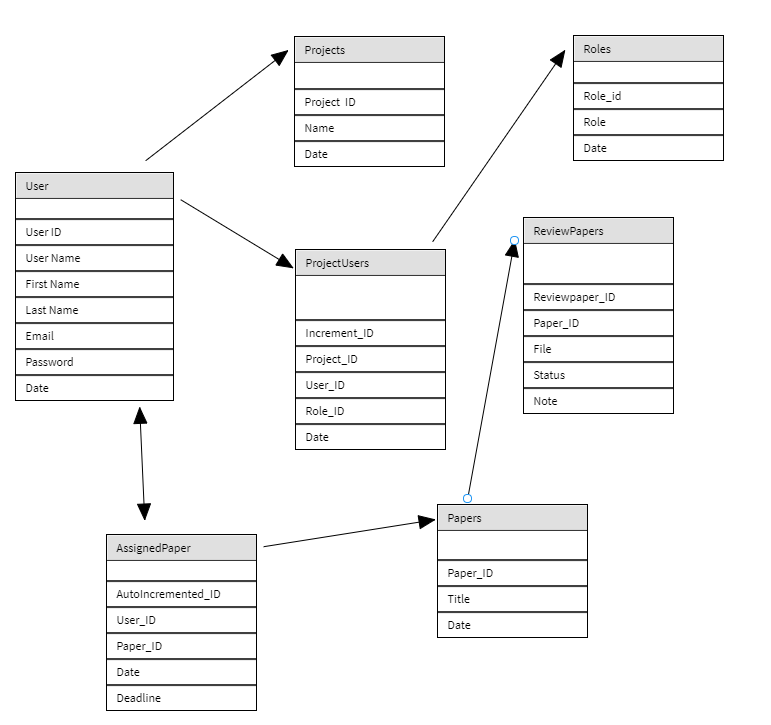 Projects
Project ID
Name
Date
Roles
Role_id
Role
Date
User
User ID
User Name
First Name
Last Name
Email
Password
Date
ProjectUsers
Increment_ID
Project_ID
User_ID
Role_ID
Date
ReviewPapers
Reviewpaper_ID
Paper_ID
File
Status
Note
AssignedPaper
AutoIncremented_ID
User_ID
Paper_ID
Date
Deadline
Papers
Paper_ID
Title
Date